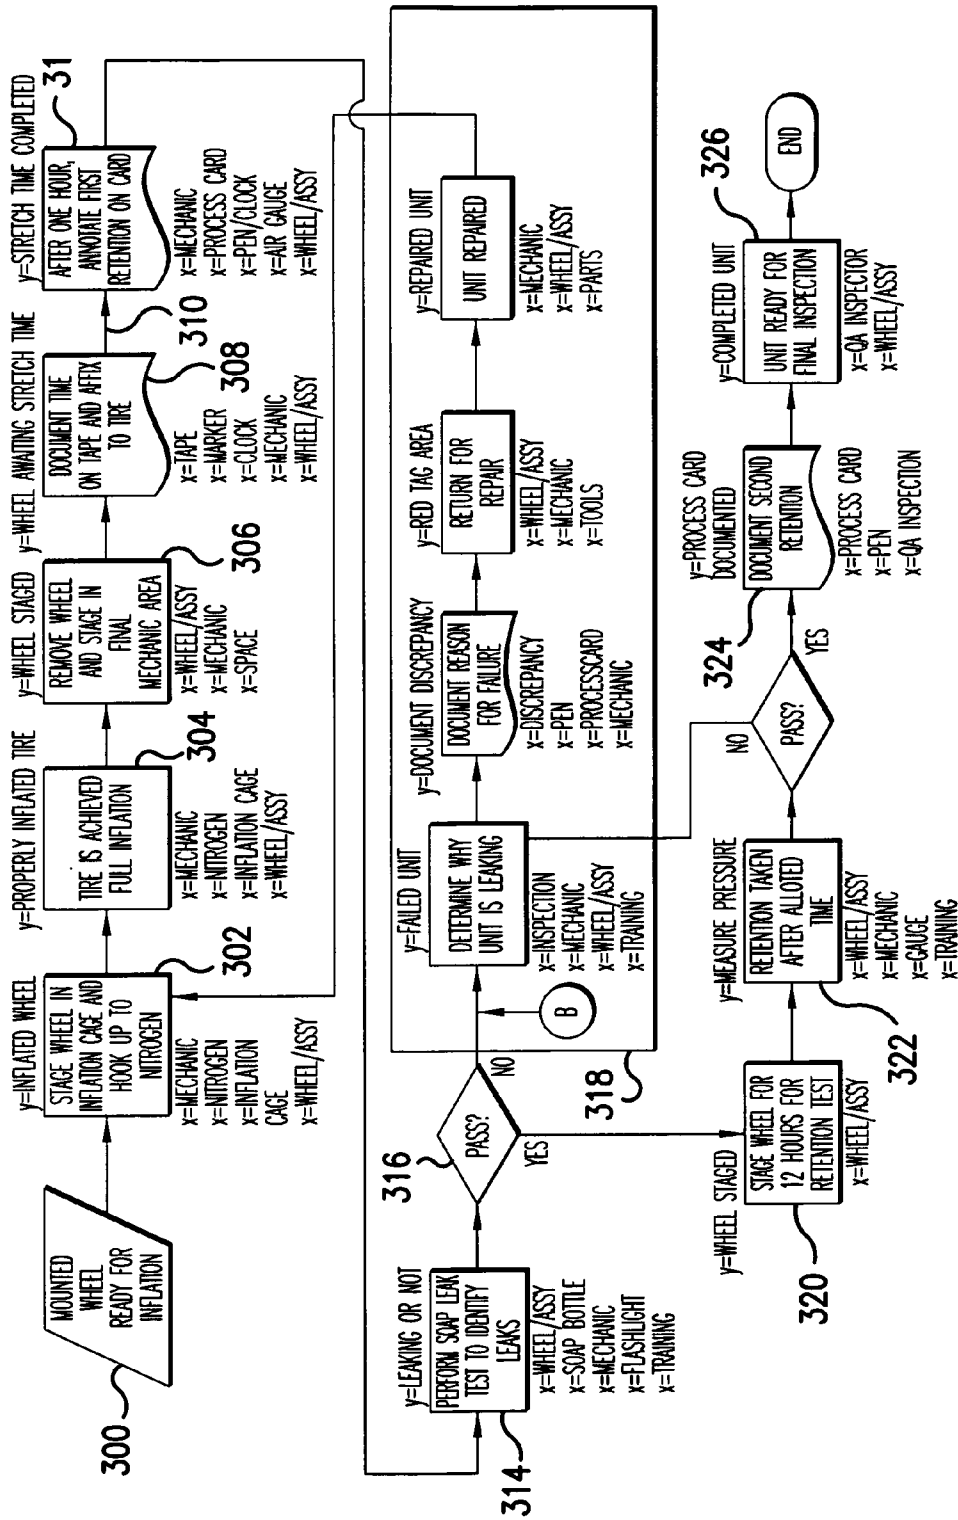 MOUNTED
WHEEL
READY FOR
INFLATION
300
y=INFLATED WHEEL
STAGE WHEEL IN
INFLATION CAGE AND
HOOK UP TO
NITROGEN
x=MECHANIC
x=NITROGEN
x=INFLATION
CAGE
x=WHEEL/ASSY
302
y=PROPERLY INFLATED TIRE
TIRE IS ACHIEVED
FULL INFLATION
x=MECHANIC
x=NITROGEN
x=INFLATION CAGE
x=WHEEL/ASSY
304
y=WHEEL STAGED
REMOVE WHEEL
AND STAGE IN
FINAL
MECHANIC AREA
x=WHEEL/ASSY
x=MECHANIC
x=SPACE
306
y=WHEEL AWAITING STRETCH TIME
DOCUMENT TIME
ON TAPE AND AFFIX
TO TIRE
x=TAPE
x=MARKER
x=CLOCK
x=MECHANIC
x=WHEEL/ASSY
308
310
y=STRETCH TIME COMPLETED
AFTER ONE HOUR,
ANNOTATE FIRST
RETENTION ON CARD
x=MECHANIC
x=PROCESS CARD
x=PEN/CLOCK
x=AIR GAUGE
x=WHEEL/ASSY
31
y=LEAKING OR NOT
PERFORM SOAP LEAK
TEST TO IDENTIFY
LEAKS
x=WHEEL/ASSY
x=SOAP BOTTLE
x=MECHANIC
x=FLASHLIGHT
x=TRAINING
314
PASS?
316
NO
YES
B
318
y=FAILED UNIT
DETERMINE WHY
UNIT IS LEAKING
x=INSPECTION
x=MECHANIC
x=WHEEL/ASSY
x=TRAINING
y=DOCUMENT DISCREPANCY
DOCUMENT REASON
FOR FAILURE
x=DISCREPANCY
x=PEN
x=PROCESSCARD
x=MECHANIC
y=RED TAG AREA
RETURN FOR
REPAIR
x=WHEEL/ASSY
x=MECHANIC
x=TOOLS
y=REPAIRED UNIT
UNIT REPAIRED
x=MECHANIC
x=WHEEL/ASSY
x=PARTS
y=WHEEL STAGED
STAGE WHEEL FOR
12 HOURS FOR
RETENTION TEST
x=WHEEL/ASSY
320
y=MEASURE PRESSURE
RETENTION TAKEN
AFTER ALLOTED
TIME
x=WHEEL/ASSY
x=MECHANIC
x=GAUGE
x=TRAINING
322
PASS?
NO
YES
y=PROCESS CARD
DOCUMENTED
DOCUMENT SECOND
RETENTION
x=PROCESS CARD
x=PEN
x=QA INSPECTION
324
y=COMPLETED UNIT
UNIT READY FOR
FINAL INSPECTION
x=QA INSPECTOR
x=WHEEL/ASSY
326
END